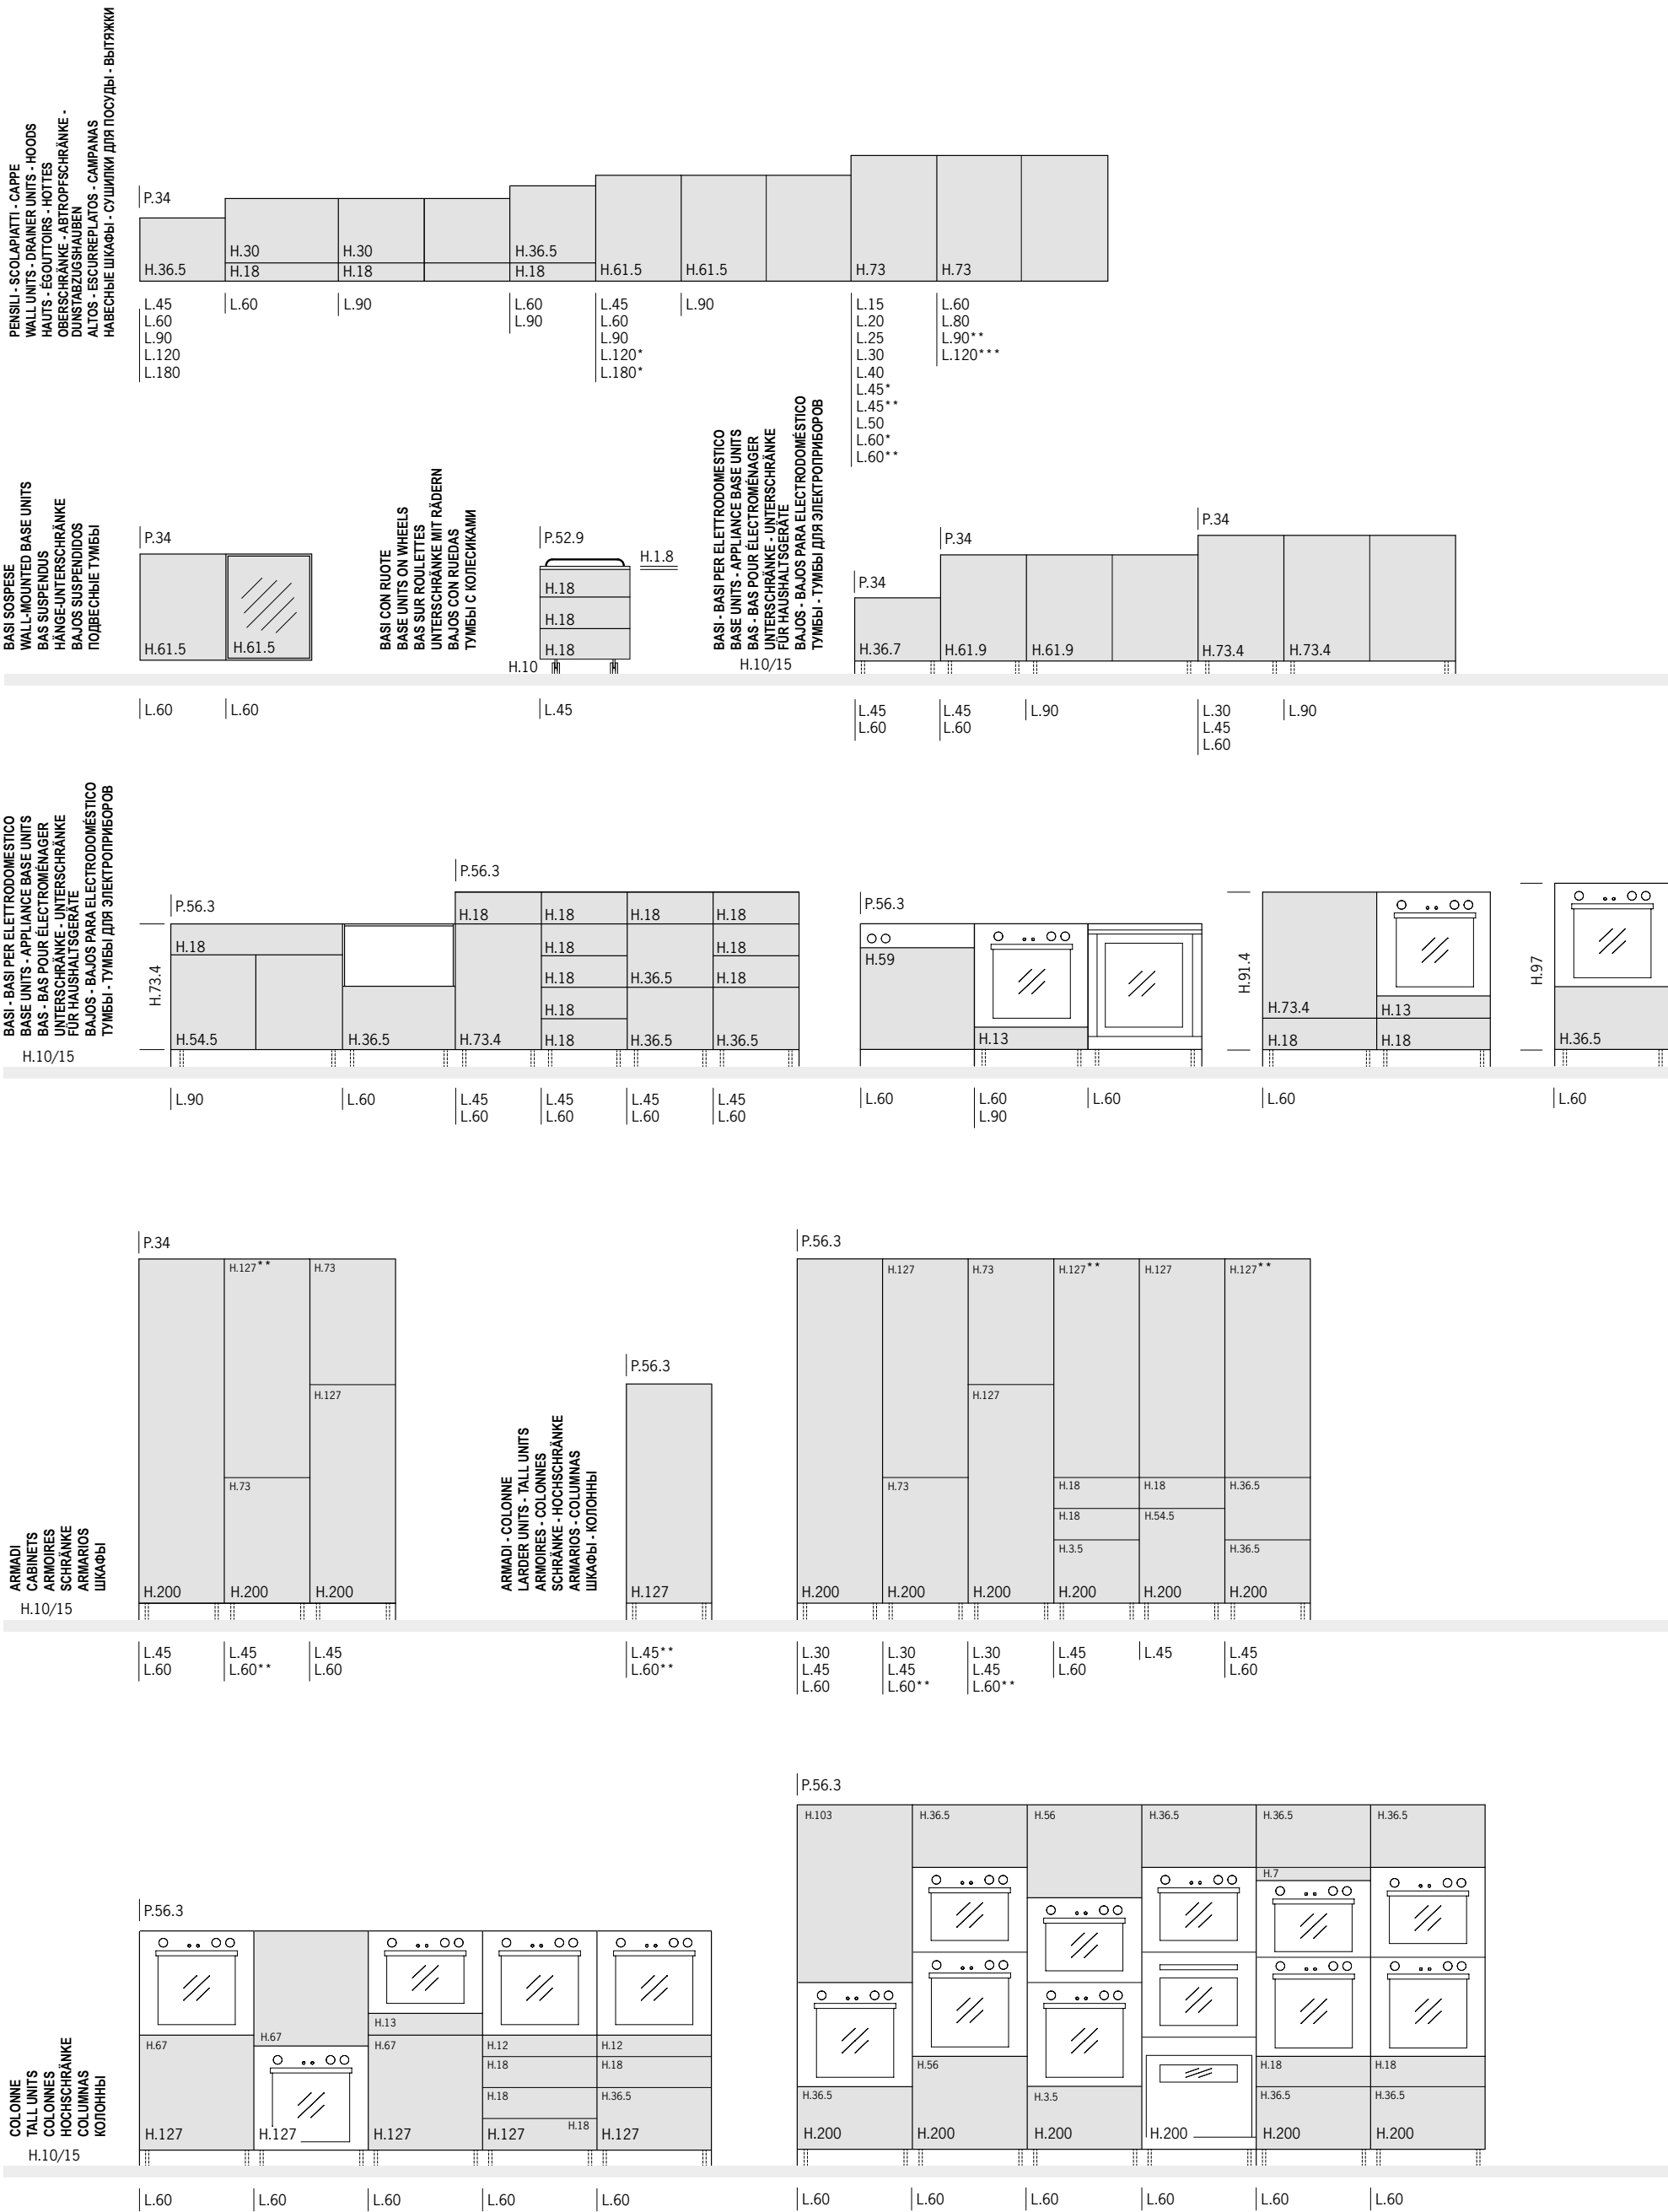 PENSILI - SCOLAPIATTI - CAPPE
WALL UNITS - DRAINER UNITS - HOODS
HAUTS - ÉGOUTTOIRS - HOTTES
OBERSCHRÄNKE - ABTROPFSCHRÄNKE -
DUNSTABZUGSHAUBEN
ALTOS - ESCURREPLATOS - CAMPANAS
НАВЕСНЫЕ ШКАФЫ - СУШИЛКИ ДЛЯ ПОСУДЫ - ВЫТЯЖКИ
P.34
H.36.5
H.30
H.18
H.30
H.18
H.36.5
H.18
H.61.5
H.61.5
H.73
H.73
L.45
L.60
L.90
L.120
L.180
L.60
L.90
L.60
L.90
L.45
L.60
L.90
L.120*
L.180*
L.90
L.15
L.20
L.25
L.30
L.40
L.45*
L.45**
L.50
L.60*
L.60**
L.60
L.80
L.90**
L.120***
BASI SOSPESE
WALL-MOUNTED BASE UNITS
BAS SUSPENDUS
HÄNGE-UNTERSCHRÄNKE
BAJOS SUSPENDIDOS
ПОДВЕСНЫЕ ТУМБЫ
P.34
H.61.5
H.61.5
L.60
L.60
BASI CON RUOTE
BASE UNITS ON WHEELS
BAS SUR ROULETTES
UNTERSCHRÄNKE MIT RÄDERN
BAJOS CON RUEDAS
ТУМБЫ С КОЛЕСИКАМИ
P.52.9
H.1.8
H.18
H.18
H.18
H.10
L.45
BASI - BASI PER ELETTRODOMESTICO
BASE UNITS - APPLIANCE BASE UNITS
BAS - BAS POUR ÉLECTROMÉNAGER
UNTERSCHRÄNKE - UNTERSCHRÄNKE
FÜR HAUSHALTSGERÄTE
BAJOS - BAJOS PARA ELECTRODOMÉSTICO
ТУМБЫ - ТУМБЫ ДЛЯ ЭЛЕКТРОПРИБОРОВ
H.10/15
P.34
P.34
P.34
H.36.7
H.61.9
H.61.9
H.73.4
H.73.4
L.45
L.60
L.45
L.60
L.90
L.30
L.45
L.60
L.90
BASI - BASI PER ELETTRODOMESTICO
BASE UNITS - APPLIANCE BASE UNITS
BAS - BAS POUR ÉLECTROMÉNAGER
UNTERSCHRÄNKE - UNTERSCHRÄNKE
FÜR HAUSHALTSGERÄTE
BAJOS - BAJOS PARA ELECTRODOMÉSTICO
ТУМБЫ - ТУМБЫ ДЛЯ ЭЛЕКТРОПРИБОРОВ
H.10/15
H.73.4
P.56.3
H.18
H.54.5
H.36.5
P.56.3
H.18
H.73.4
H.18
H.18
H.18
H.18
H.18
H.18
H.36.5
H.36.5
H.18
H.18
H.18
H.36.5
L.90
L.60
L.45
L.60
L.45
L.60
L.45
L.60
L.45
L.60
P.56.3
H.59
H.13
L.60
L.60
L.90
L.60
H.91.4
H.73.4
H.18
H.13
H.18
L.60
H.97
H.36.5
L.60
ARMADI
CABINETS
ARMOIRES
SCHRÄNKE
ARMARIOS
ШКАФЫ
H.10/15
P.34
H.200
H.127**
H.73
H.200
H.73
H.127
H.200
L.45
L.60
L.45
L.60**
L.45
L.60
ARMADI - COLONNE
LARDER UNITS - TALL UNITS
ARMOIRES - COLONNES
SCHRÄNKE - HOCHSCHRÄNKE
ARMARIOS - COLUMNAS
ШКАФЫ - КОЛОННЫ
P.56.3
H.127
L.45**
L.60**
P.56.3
H.200
H.127
H.73
H.200
H.73
H.127
H.200
H.127**
H.18
H.18
H.3.5
H.200
H.127
H.18
H.54.5
H.200
H.127**
H.36.5
H.36.5
H.200
L.30
L.45
L.60
L.30
L.45
L.60**
L.30
L.45
L.60**
L.45
L.60
L.45
L.45
L.60
COLONNE
TALL UNITS
COLONNES
HOCHSCHRÄNKE
COLUMNAS
КОЛОННЫ
H.10/15
P.56.3
H.67
H.127
H.67
H.127
H.13
H.67
H.127
H.12
H.18
H.18
H.18
H.127
H.12
H.18
H.36.5
H.127
L.60
L.60
L.60
L.60
L.60
P.56.3
H.103
H.36.5
H.200
H.36.5
H.56
H.200
H.56
H.3.5
H.200
H.36.5
H.200
H.36.5
H.7
H.18
H.36.5
H.200
H.36.5
H.18
H.36.5
H.200
L.60
L.60
L.60
L.60
L.60
L.60